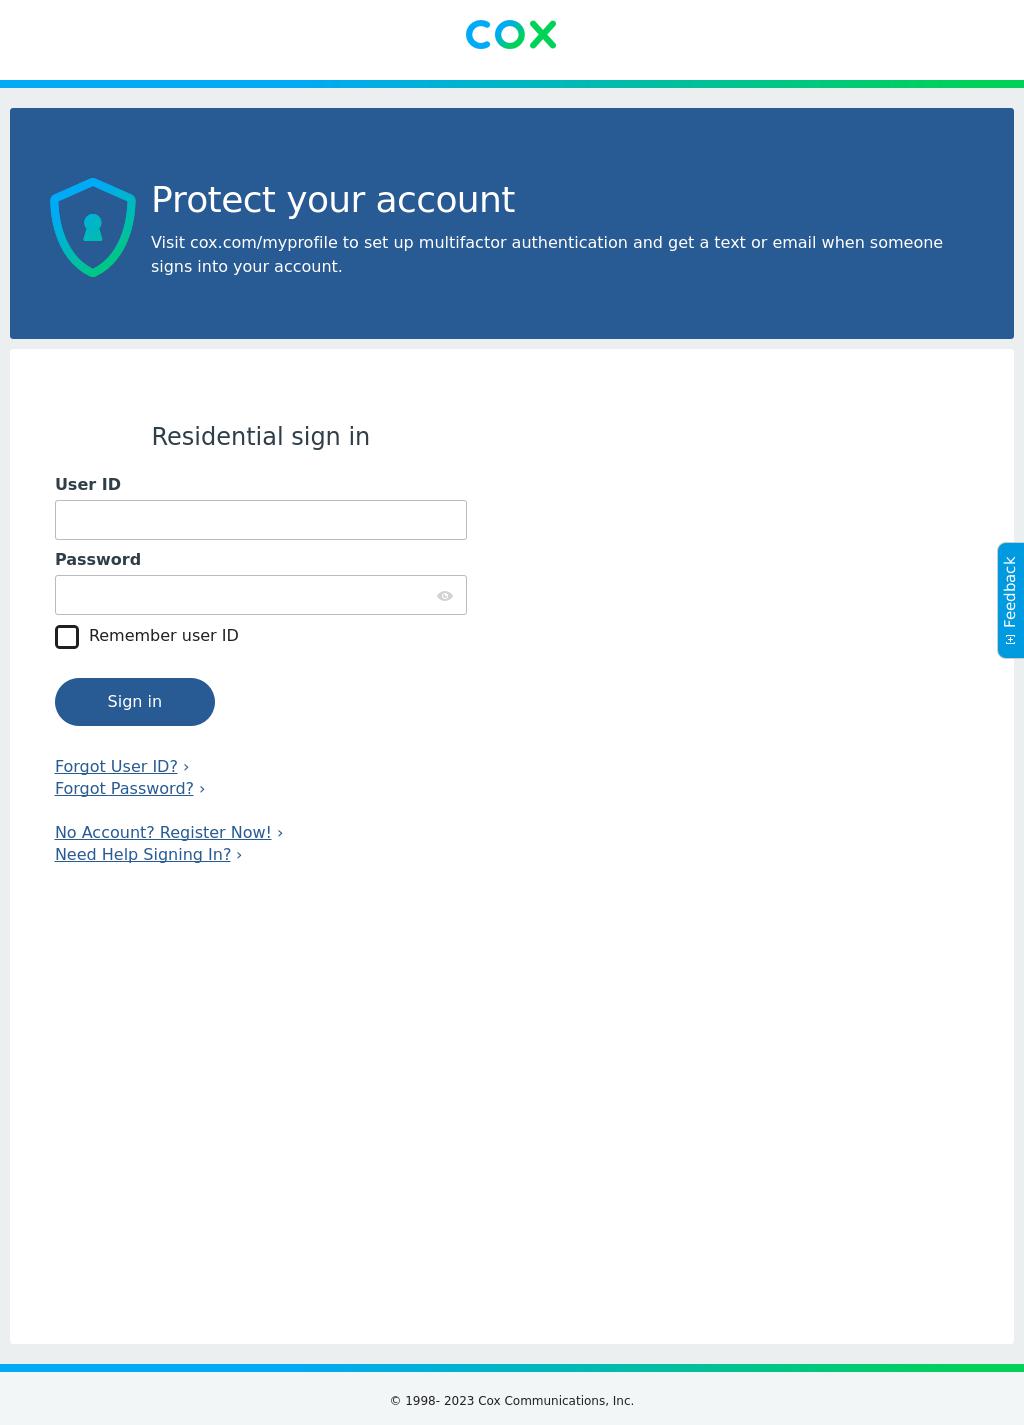 COX
Protect your account
Visit cox.com/myprofile to set up multifactor authentication and get a text or email when someone
signs into your account.
Residential sign in
User ID
Password
Remember user ID
Sign in
Forgot User ID? ›
Forgot Password? ›
No Account? Register Now! ›
Need Help Signing In? ›
[+] Feedback
© 1998- 2023 Cox Communications, Inc.